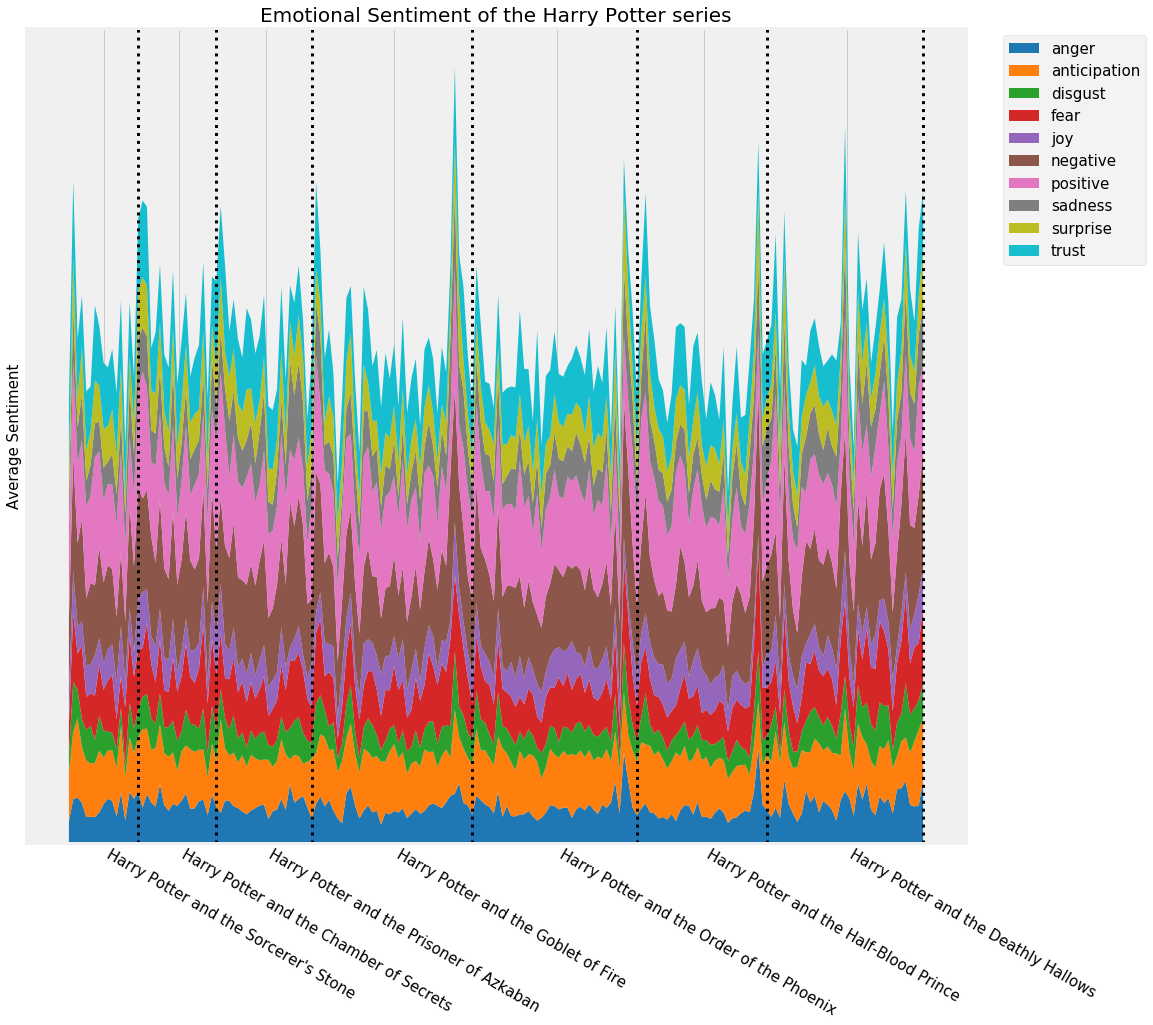 Emotional Sentiment of the Harry Potter series
anger
anticipation
disgust
fear
joy
negative
positive
sadness
surprise
trust
Average Sentiment
Harry Potter and the Sorcerer's Stone
Harry Potter and the Chamber of Secrets
Harry Potter and the Prisoner of Azkaban
Harry Potter and the Goblet of Fire
Harry Potter and the Order of the Phoenix
Harry Potter and the Half-Blood Prince
Harry Potter and the Deathly Hallows